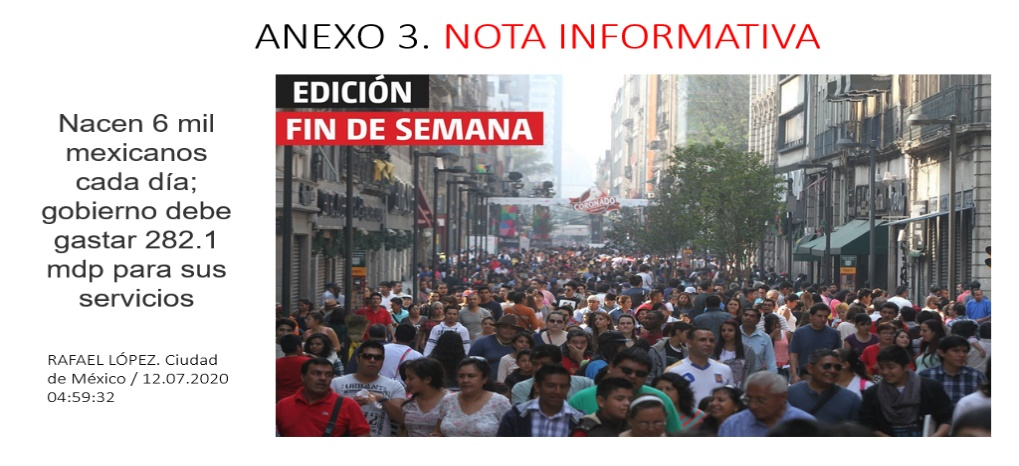 ANEXO 3. NOTA INFORMATIVA
EDICIÓN
FIN DE SEMANA
Nacen 6 mil
mexicanos
cada día;
gobierno debe
gastar 282.1
mdp para sus
servicios
RAFAEL LÓPEZ. Ciudad
de México / 12.07.2020
04:59:32
CORONADO